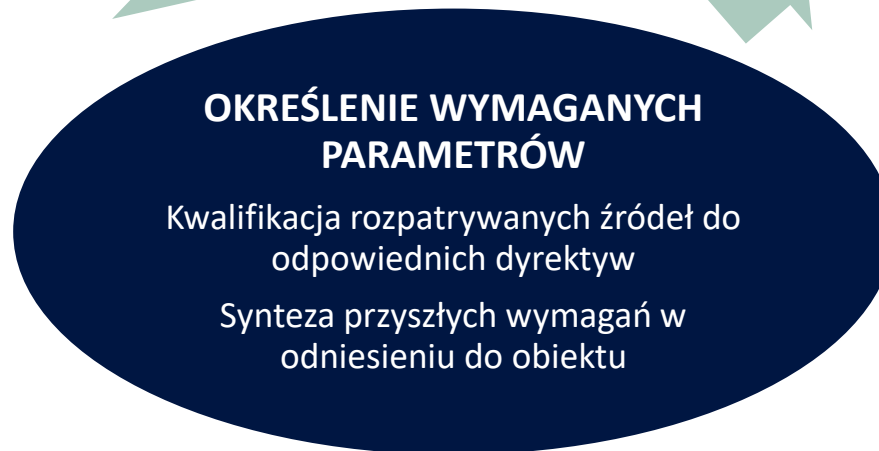 OKREŚLENIE WYMAGANYCH
PARAMETRÓW
Kwalifikacja rozpatrywanych źródeł do
odpowiednich dyrektyw
Synteza przyszłych wymagań w
odniesieniu do obiektu